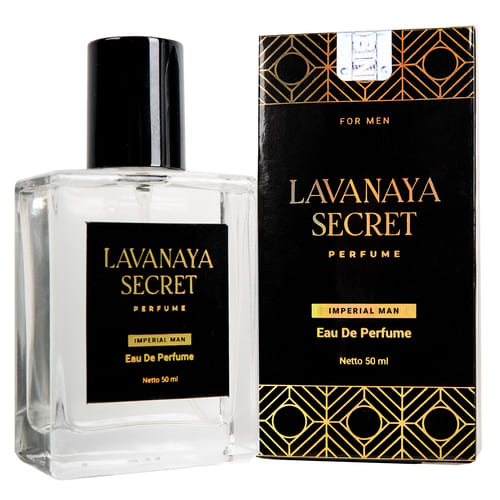 LAVANAYA
SECRET
PERFUME
IMPERIAL MAN
Eau De Perfume
Netto 50 ml
FOR MEN
LAVANAYA
SECRET
PERFUME
IMPERIAL MAN
Eau De Perfume
Netto 50 ml